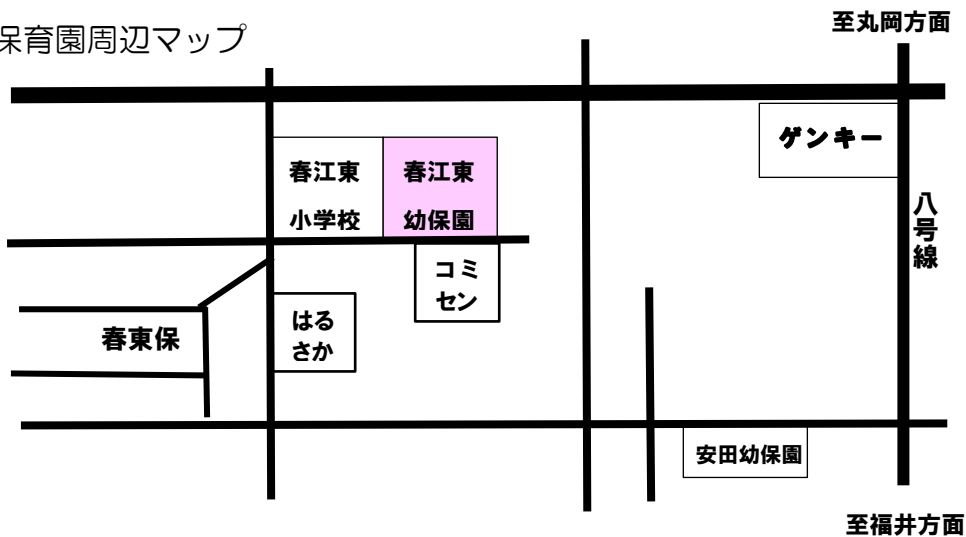 保育園周辺マップ
至丸岡方面
ゲンキー
春江東
小学校
春江東
幼保園
八号線
コミ
セン
はる
さか
春東保
安田幼保園
至福井方面